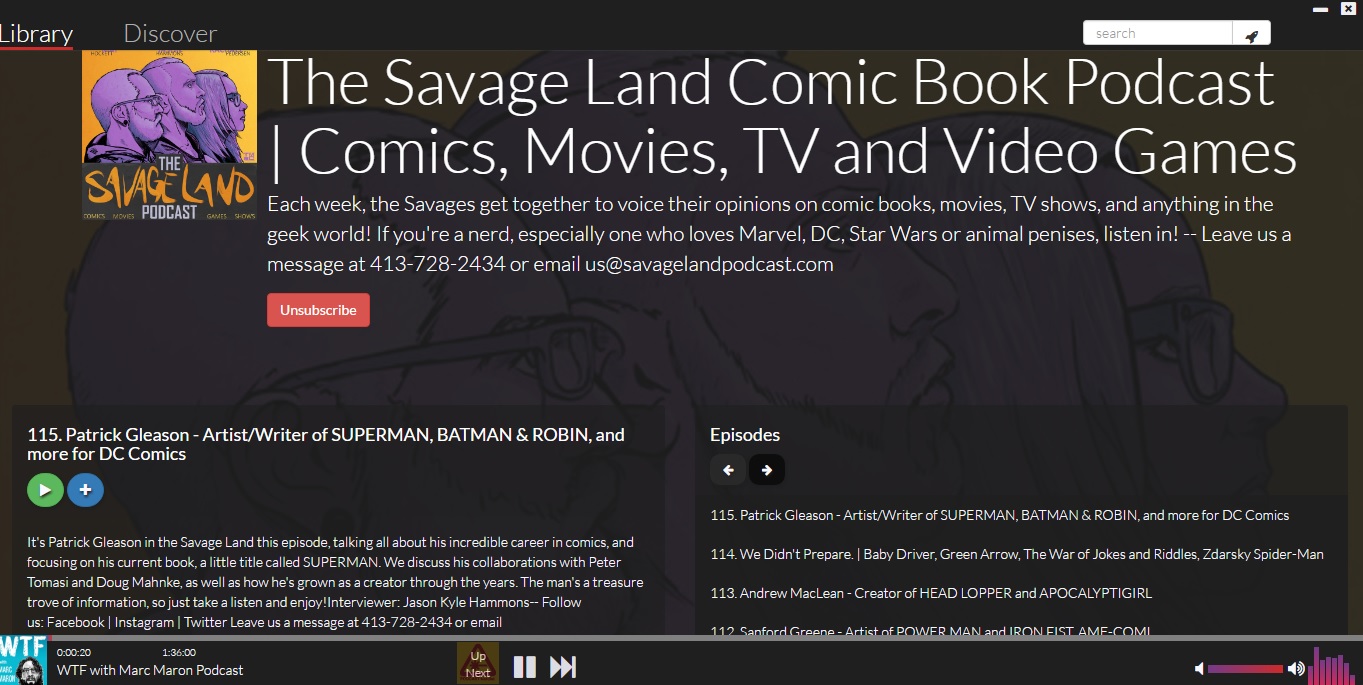 Library
Discover
search
HOCKETT HAMMONS PEDERSEN
THE
SAVAGE LAND
PODCAST
COMICS MOVIES GAMES SHOWS
The Savage Land Comic Book Podcast
| Comics, Movies, TV and Video Games
Each week, the Savages get together to voice their opinions on comic books, movies, TV shows, and anything in the
geek world! If you're a nerd, especially one who loves Marvel, DC, Star Wars or animal penises, listen in! -- Leave us a
message at 413-728-2434 or email us@savagelandpodcast.com
Unsubscribe
115. Patrick Gleason - Artist/Writer of SUPERMAN, BATMAN & ROBIN, and
more for DC Comics
It's Patrick Gleason in the Savage Land this episode, talking all about his incredible career in comics, and
focusing on his current book, a little title called SUPERMAN. We discuss his collaborations with Peter
Tomasi and Doug Mahnke, as well as how he's grown as a creator through the years. The man's a treasure
trove of information, so just take a listen and enjoy!Interviewer: Jason Kyle Hammons-- Follow
us: Facebook | Instagram | Twitter Leave us a message at 413-728-2434 or email
Episodes
115. Patrick Gleason - Artist/Writer of SUPERMAN, BATMAN & ROBIN, and more for DC Comics
114. We Didn't Prepare. | Baby Driver, Green Arrow, The War of Jokes and Riddles, Zdarsky Spider-Man
113. Andrew MacLean - Creator of HEAD LOPPER and APOCALYPTIGIRL
112. Sanford Greene - Artist of POWER MAN and IRON FIST, AME-COMI
WTF
MARC
MARON
0:00:20
1:36:00
WTF with Marc Maron Podcast
Up
Next